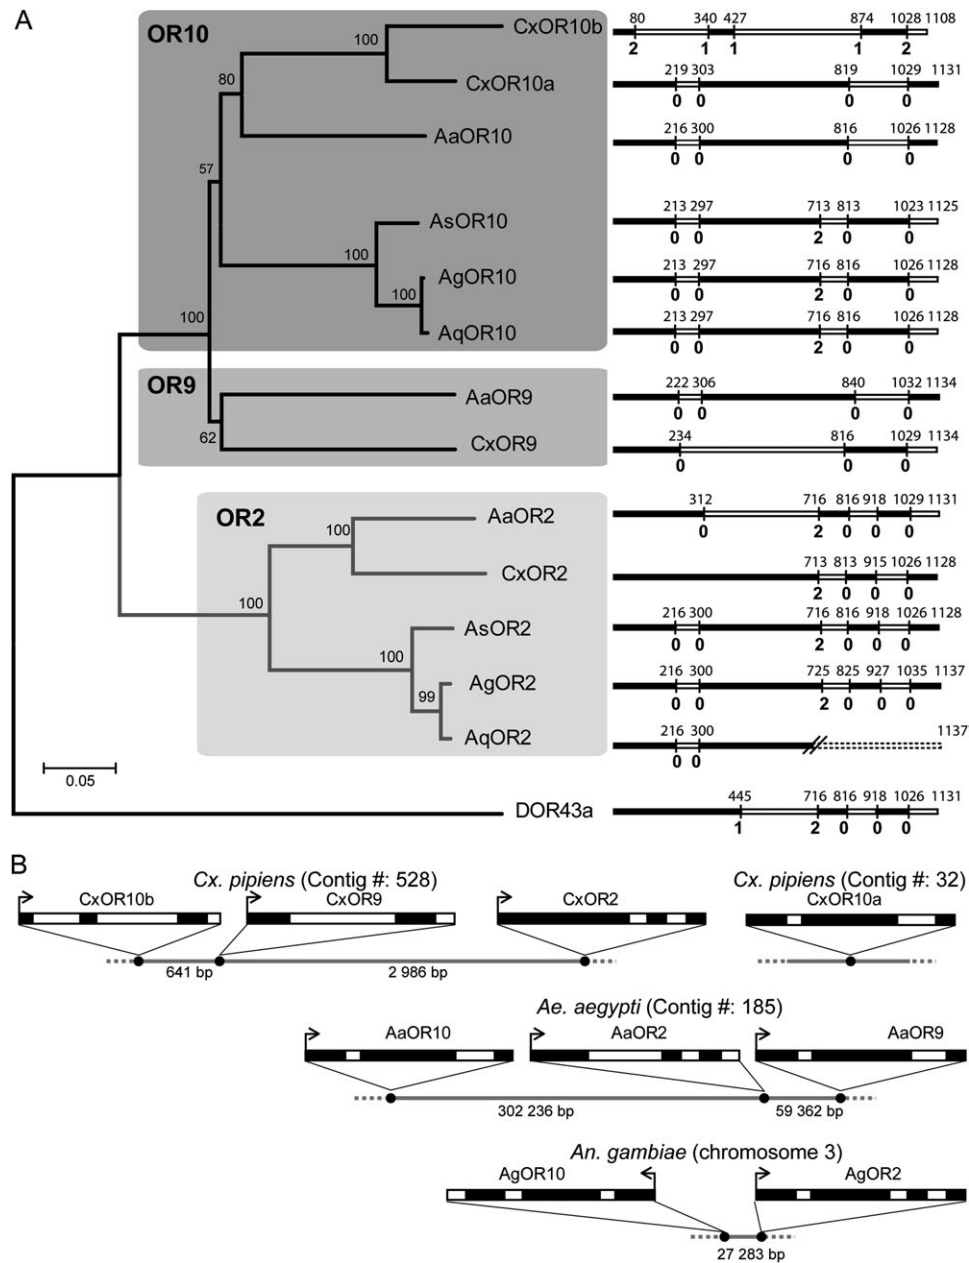 A
OR10
CxOR10b
80 340 427 874 1028 1108
2 1 1 1 2
100
CxOR10a
219 303 819 1029 1131
0 0 0 0
80
AaOR10
216 300 816 1026 1128
0 0 0 0
57
AsOR10
213 297 713 813 1023 1125
0 0 2 0 0
100
AgOR10
213 297 716 816 1026 1128
0 0 2 0 0
100
AqOR10
213 297 716 816 1026 1128
0 0 2 0 0
100
OR9
AaOR9
222 306 840 1032 1134
0 0 0 0
62
CxOR9
234 816 1029 1134
0 0 0
OR2
AaOR2
312 716 816 918 1029 1131
0 2 0 0 0
100
CxOR2
713 813 915 1026 1128
2 0 0 0
100
AsOR2
216 300 716 816 918 1026 1128
0 0 2 0 0 0
100
AgOR2
216 300 725 825 927 1035 1137
0 0 2 0 0 0
99
AqOR2
216 300 1137
0 0
0.05
DOR43a
445 716 816 918 1026 1131
1 2 0 0 0
B
Cx. pipiens (Contig #: 528)
Cx. pipiens (Contig #: 32)
CxOR10b CxOR9 CxOR2 CxOR10a
641 bp 2 986 bp
Ae. aegypti (Contig #: 185)
AaOR10 AaOR2 AaOR9
302 236 bp 59 362 bp
An. gambiae (chromosome 3)
AgOR10 AgOR2
27 283 bp